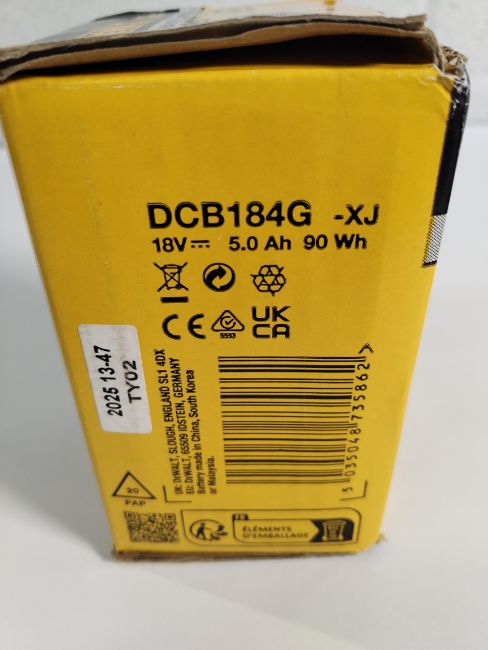 DCB184G -XJ
18V 5.0 Ah 90 Wh
CE
5593
UK
CA
2025 13-47
TY02
UK: DeWALT, SLOUGH, ENGLAND SL1 4DX
EU: DeWALT, 65509 IDSTEIN, GERMANY
Battery made in China, South Korea
or Malaysia.
5 035048 735862 >
20
PAP
FR
ÉLÉMENTS
D'EMBALLAGE